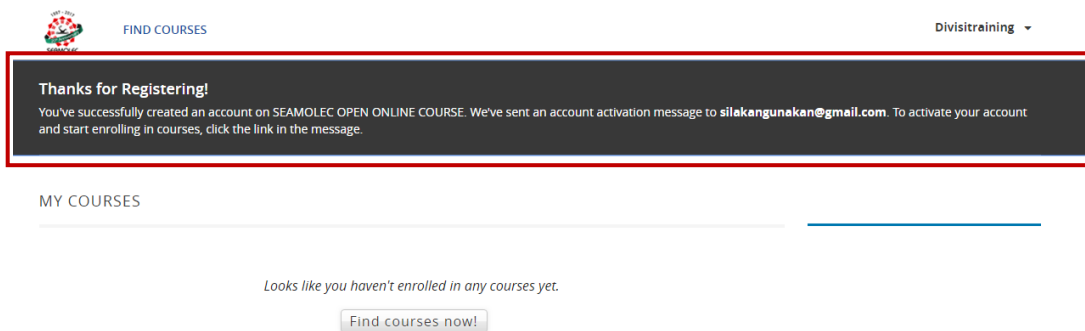 SEAMOLEC
FIND COURSES
Divisitraining
Thanks for Registering!
You've successfully created an account on SEAMOLEC OPEN ONLINE COURSE. We've sent an account activation message to silakangunakan@gmail.com. To activate your account
and start enrolling in courses, click the link in the message.
MY COURSES
Looks like you haven't enrolled in any courses yet.
Find courses now!